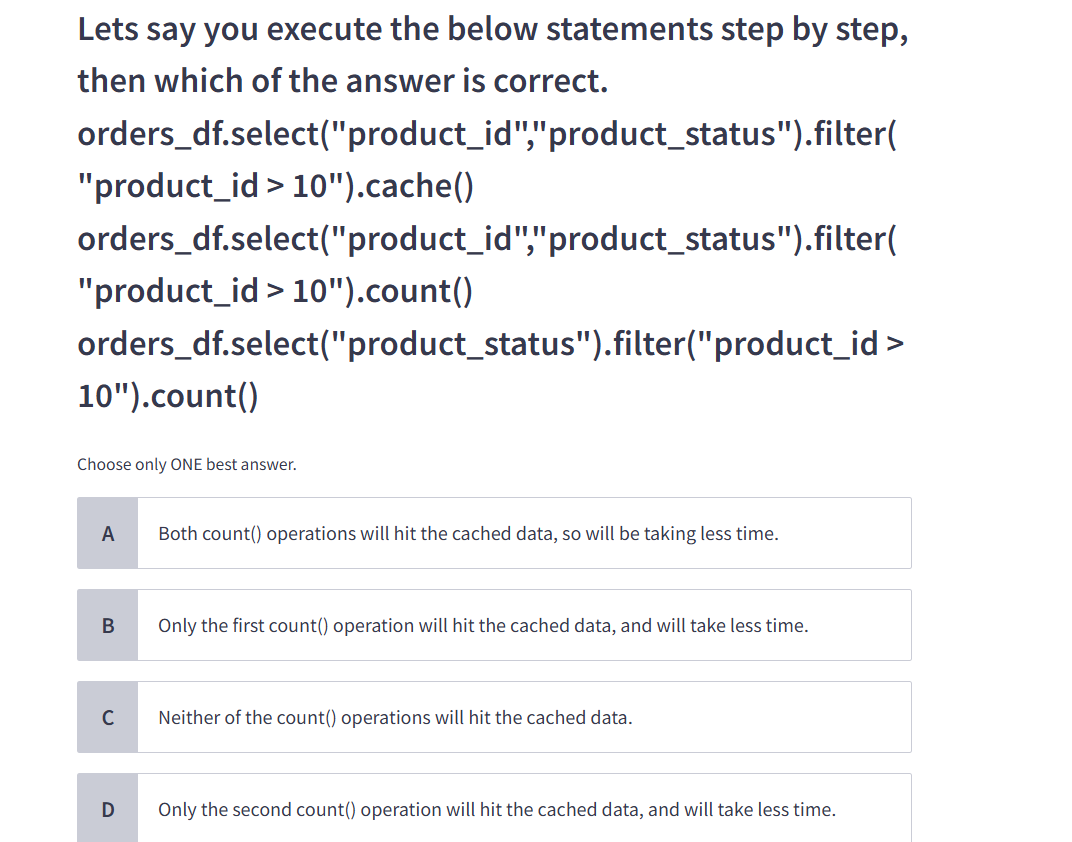 Lets say you execute the below statements step by step,
then which of the answer is correct.
orders_df.select("product_id","product_status").filter(
"product_id > 10").cache()
orders_df.select("product_id","product_status").filter(
"product_id > 10").count()
orders_df.select("product_status").filter("product_id >
10").count()
Choose only ONE best answer.
A Both count() operations will hit the cached data, so will be taking less time.
B Only the first count() operation will hit the cached data, and will take less time.
C Neither of the count() operations will hit the cached data.
D Only the second count() operation will hit the cached data, and will take less time.